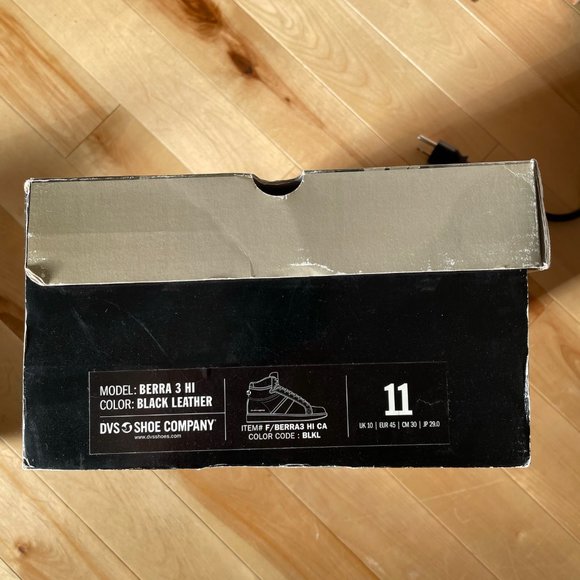 MODEL: BERRA 3 HI
COLOR: BLACK LEATHER
DVS SHOE COMPANY
www.dvsshoes.com
ITEM# F/BERRA3 HI CA
COLOR CODE : BLKL
11
UK 10 | EUR 45 | CM 30 | JP 29.0